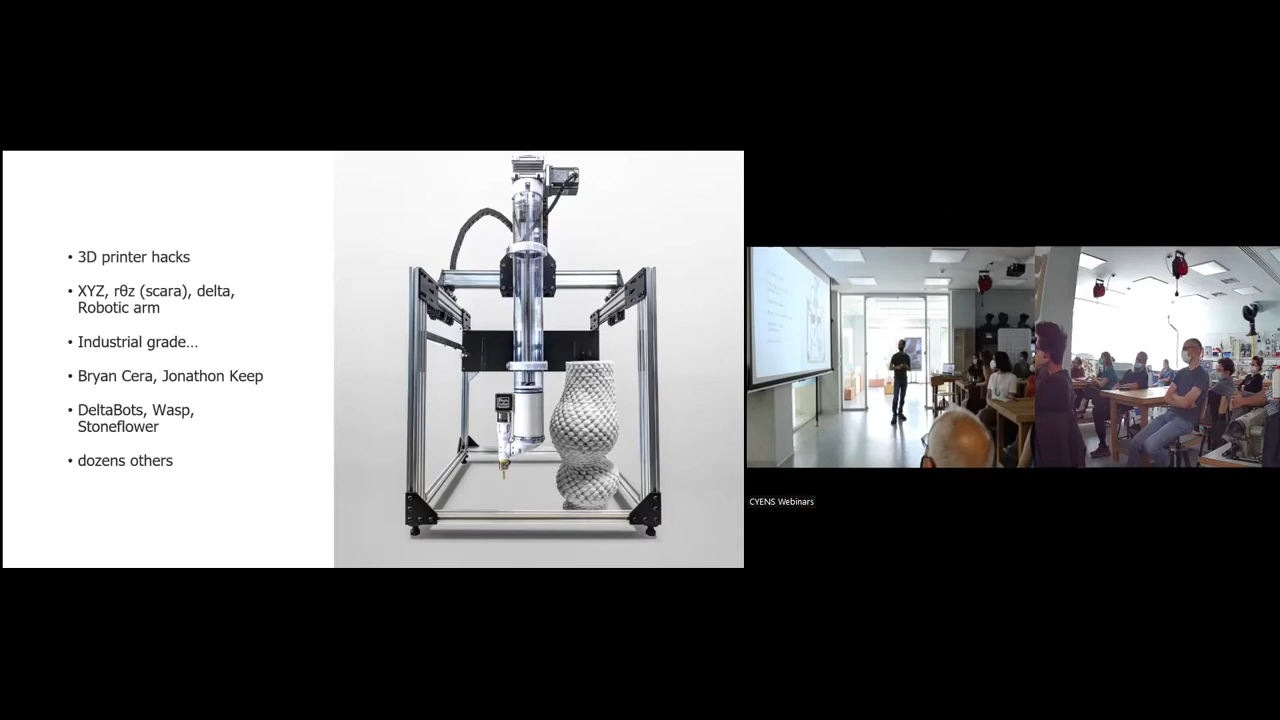 • 3D printer hacks
• XYZ, rθz (scara), delta,
Robotic arm
• Industrial grade...
• Bryan Cera, Jonathon Keep
• DeltaBots, Wasp,
Stoneflower
• dozens others
CYENS Webinars